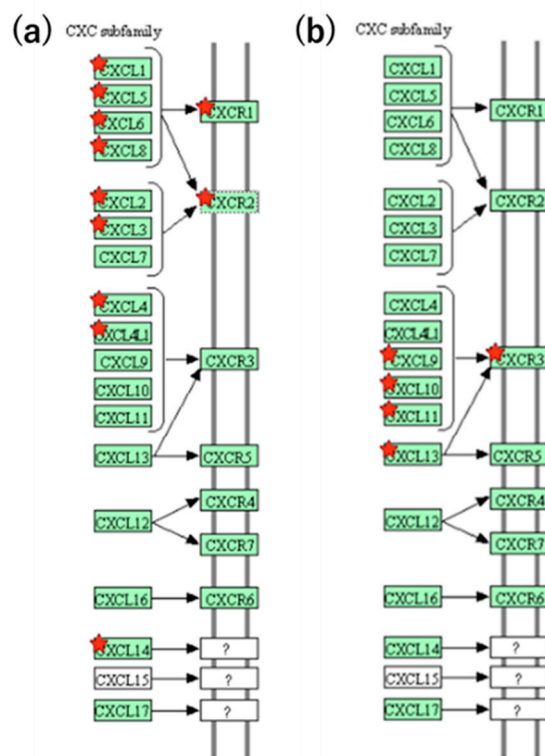 (a) CXC subfamily
CXCL1
CXCL5
CXCL6
CXCL8
CXCR1
CXCR2
CXCL2
CXCL3
CXCL7
CXCL4
CXCL4L1
CXCL9
CXCL10
CXCL11
CXCR3
CXCL13
CXCR5
CXCL12
CXCR4
CXCR7
CXCL16
CXCR6
CXCL14
?
CXCL15
?
CXCL17
?
(b) CXC subfamily
CXCL1
CXCL5
CXCL6
CXCL8
CXCR1
CXCR2
CXCL2
CXCL3
CXCL7
CXCL4
CXCL4L1
CXCL9
CXCL10
CXCL11
CXCR3
CXCL13
CXCR5
CXCL12
CXCR4
CXCR7
CXCL16
CXCR6
CXCL14
?
CXCL15
?
CXCL17
?